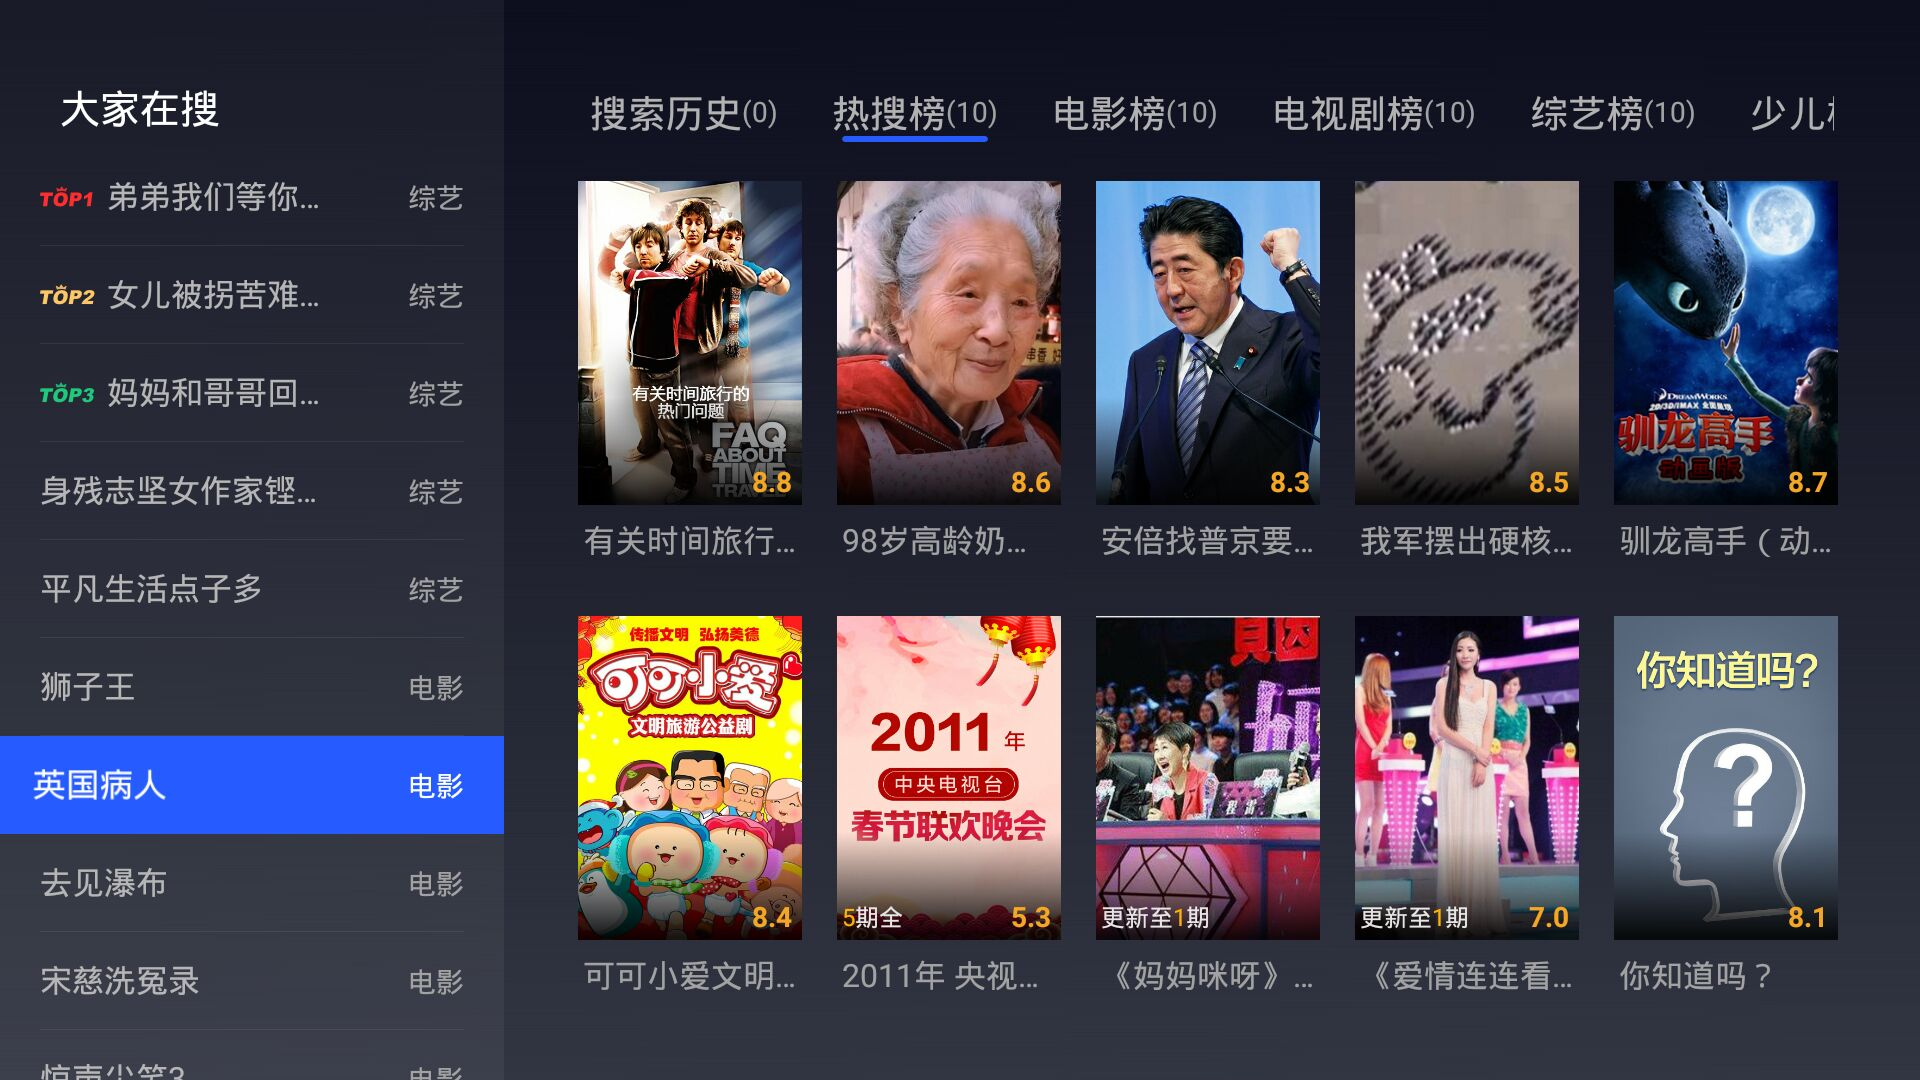 大家在搜
TOP1 弟弟我们等你... 综艺
TOP2 女儿被拐苦难... 综艺
TOP3 妈妈和哥哥回... 综艺
身残志坚女作家铿... 综艺
平凡生活点子多 综艺
狮子王 电影
英国病人 电影
去见瀑布 电影
宋慈洗冤录 电影
惊声尖笑3 电影
搜索历史(0) 热搜榜(10) 电影榜(10) 电视剧榜(10) 综艺榜(10) 少儿
有关时间旅行的
热门问题
FAQ
ABOUT
TIME
TRAVEL
8.8
8.6
8.3
8.5
DREAMWORKS
2D/3D/IMAX 全面呈现
驯龙高手
动画版
8.7
有关时间旅行...
98岁高龄奶...
安倍找普京要...
我军摆出硬核...
驯龙高手（动...
传播文明 弘扬美德
可可小爱
文明旅游公益剧
8.4
2011年
中央电视台
春节联欢晚会
5期全 5.3
更新至1期
更新至1期 7.0
你知道吗?
?
8.1
可可小爱文明...
2011年 央视...
《妈妈咪呀》...
《爱情连连看...
你知道吗？